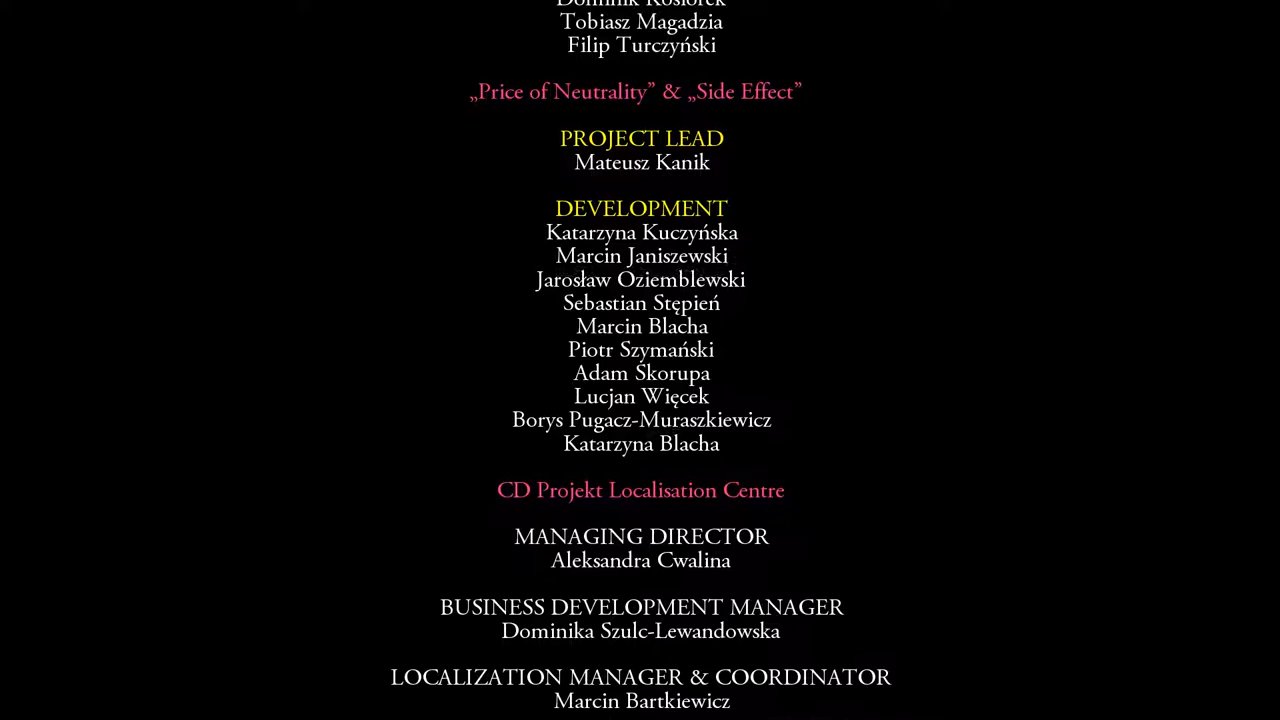 Dominik Kosiorek
Tobiasz Magadzia
Filip Turczyński
„Price of Neutrality” & „Side Effect”
PROJECT LEAD
Mateusz Kanik
DEVELOPMENT
Katarzyna Kuczyńska
Marcin Janiszewski
Jarosław Oziemblewski
Sebastian Stępień
Marcin Blacha
Piotr Szymański
Adam Skorupa
Lucjan Więcek
Borys Pugacz-Muraszkiewicz
Katarzyna Blacha
CD Projekt Localisation Centre
MANAGING DIRECTOR
Aleksandra Cwalina
BUSINESS DEVELOPMENT MANAGER
Dominika Szulc-Lewandowska
LOCALIZATION MANAGER & COORDINATOR
Marcin Bartkiewicz